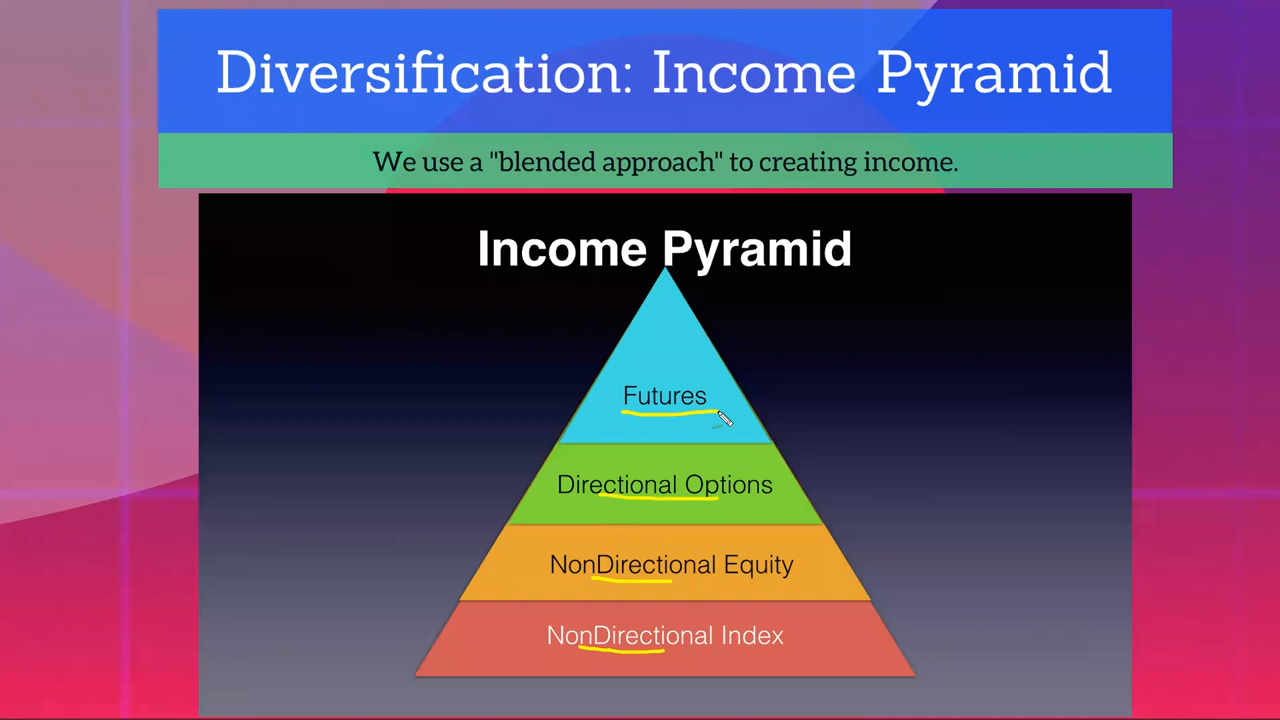 Diversification: Income Pyramid
We use a "blended approach" to creating income.
Income Pyramid
Futures
Directional Options
NonDirectional Equity
NonDirectional Index